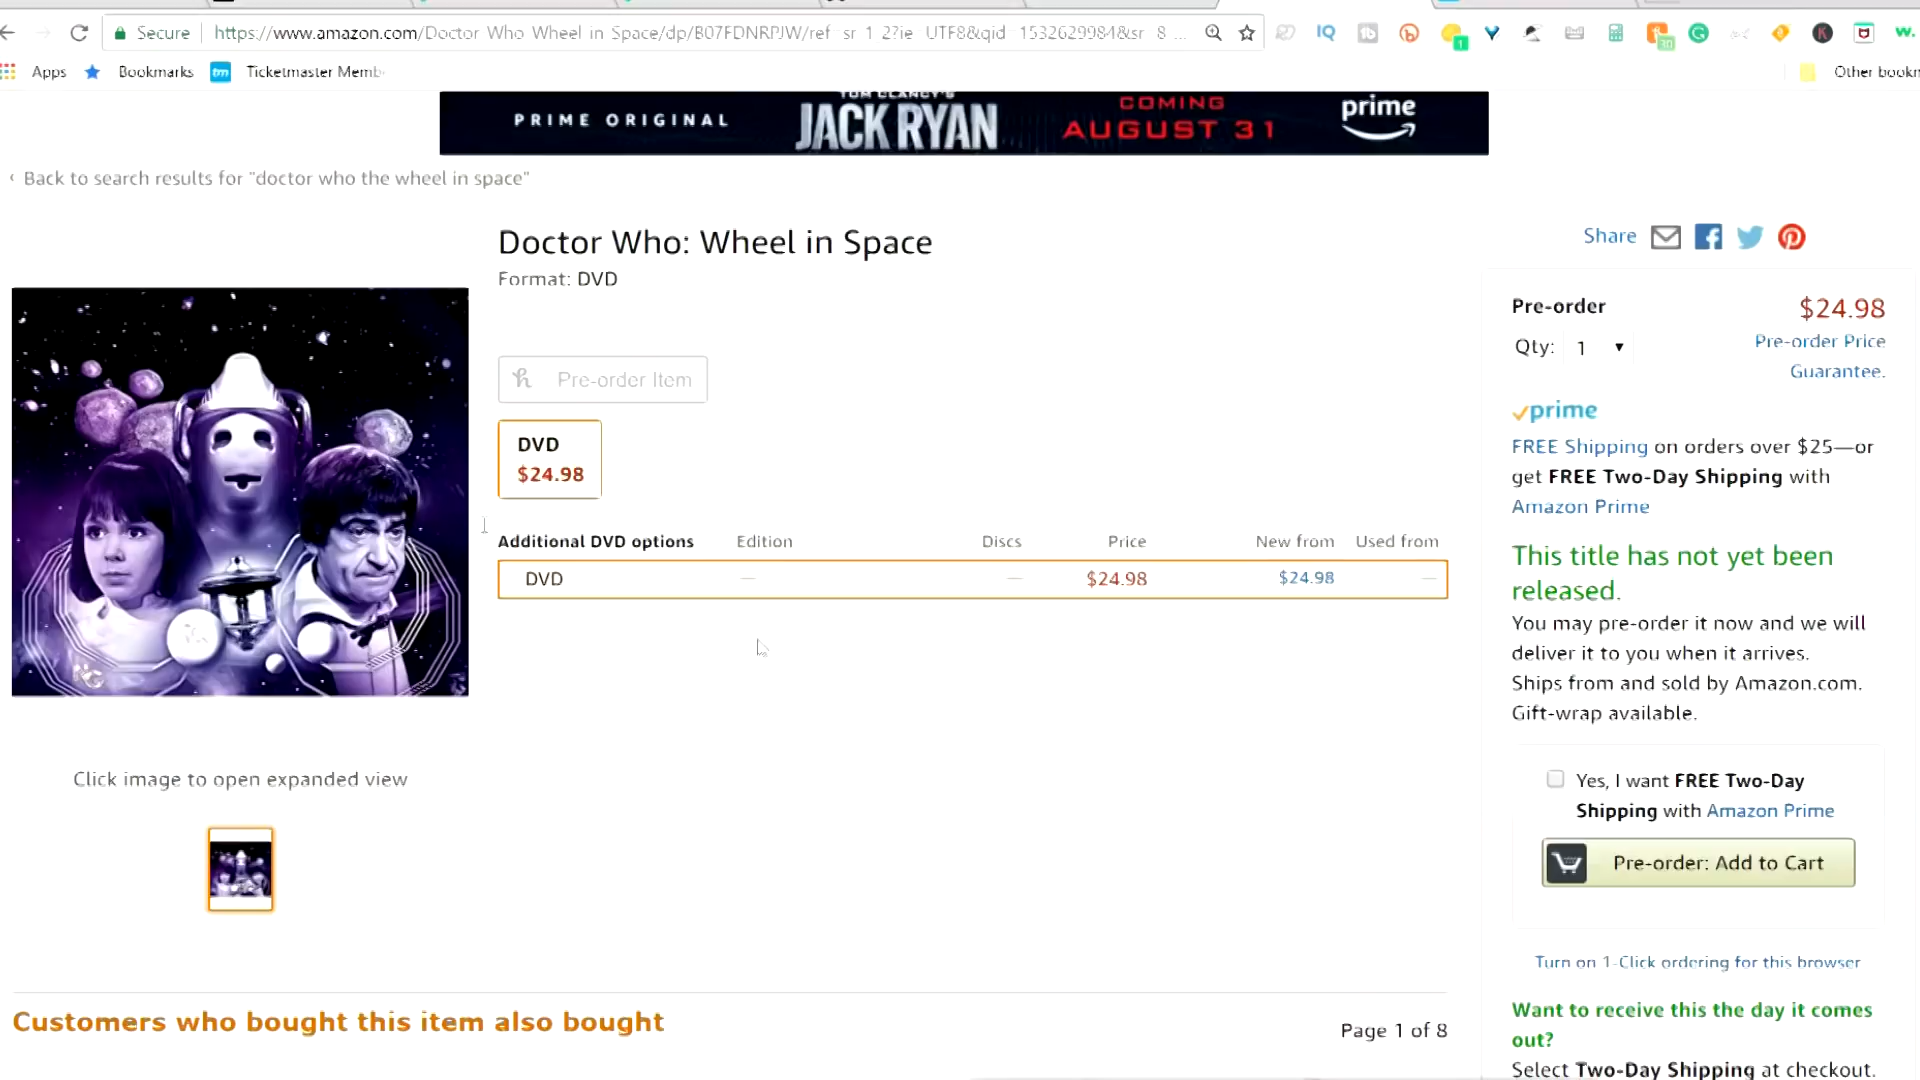 Secure
https://www.amazon.com/Doctor Who Wheel in Space/dp/B07FDNRPJW/ref sr 1 2?ie UTF8&qid 1532629984&sr 8 ...
IQ
Apps
Bookmarks
tm
Ticketmaster Memb
Other bookm
PRIME ORIGINAL
TOM CLANCY'S
JACK RYAN
COMING
AUGUST 31
prime
‹ Back to search results for "doctor who the wheel in space"
Doctor Who: Wheel in Space
Format: DVD
Share
Pre-order Item
DVD
$24.98
Additional DVD options Edition Discs Price New from Used from
DVD — — $24.98 $24.98 —
Click image to open expanded view
Customers who bought this item also bought
Page 1 of 8
Pre-order $24.98
Qty: 1
Pre-order Price
Guarantee.
prime
FREE Shipping on orders over $25—or
get FREE Two-Day Shipping with
Amazon Prime
This title has not yet been
released.
You may pre-order it now and we will
deliver it to you when it arrives.
Ships from and sold by Amazon.com.
Gift-wrap available.
Yes, I want FREE Two-Day
Shipping with Amazon Prime
Pre-order: Add to Cart
Turn on 1-Click ordering for this browser
Want to receive this the day it comes
out?
Select Two-Day Shipping at checkout.